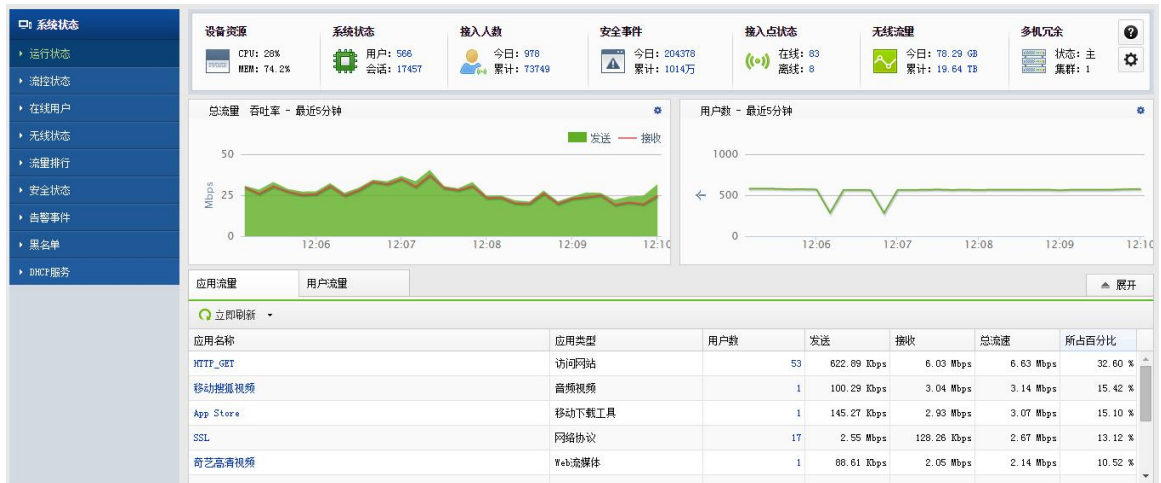 系统状态
运行状态
流控状态
在线用户
无线状态
流量排行
安全状态
告警事件
黑名单
DHCP服务
设备资源
CPU: 28%
MEM: 74.2%
系统状态
用户: 566
会话: 17457
接入人数
今日: 978
累计: 73749
安全事件
今日: 204378
累计: 1014万
接入点状态
在线: 83
离线: 8
无线流量
今日: 78.29 GB
累计: 19.64 TB
多机冗余
状态: 主
集群: 1
总流量 吞吐率 - 最近5分钟
发送 接收
Mbps
50
25
0
12:06 12:07 12:08 12:09 12:10
用户数 - 最近5分钟
1000
500
0
12:06 12:07 12:08 12:09 12:10
应用流量 用户流量 展开
立即刷新
应用名称 应用类型 用户数 发送 接收 总流速 所占百分比
HTTP_GET 访问网站 53 622.89 Kbps 6.03 Mbps 6.63 Mbps 32.60 %
移动搜狐视频 音频视频 1 100.29 Kbps 3.04 Mbps 3.14 Mbps 15.42 %
App Store 移动下载工具 1 145.27 Kbps 2.93 Mbps 3.07 Mbps 15.10 %
SSL 网络协议 17 2.55 Mbps 128.26 Kbps 2.67 Mbps 13.12 %
奇艺高清视频 Web流媒体 1 88.61 Kbps 2.05 Mbps 2.14 Mbps 10.52 %